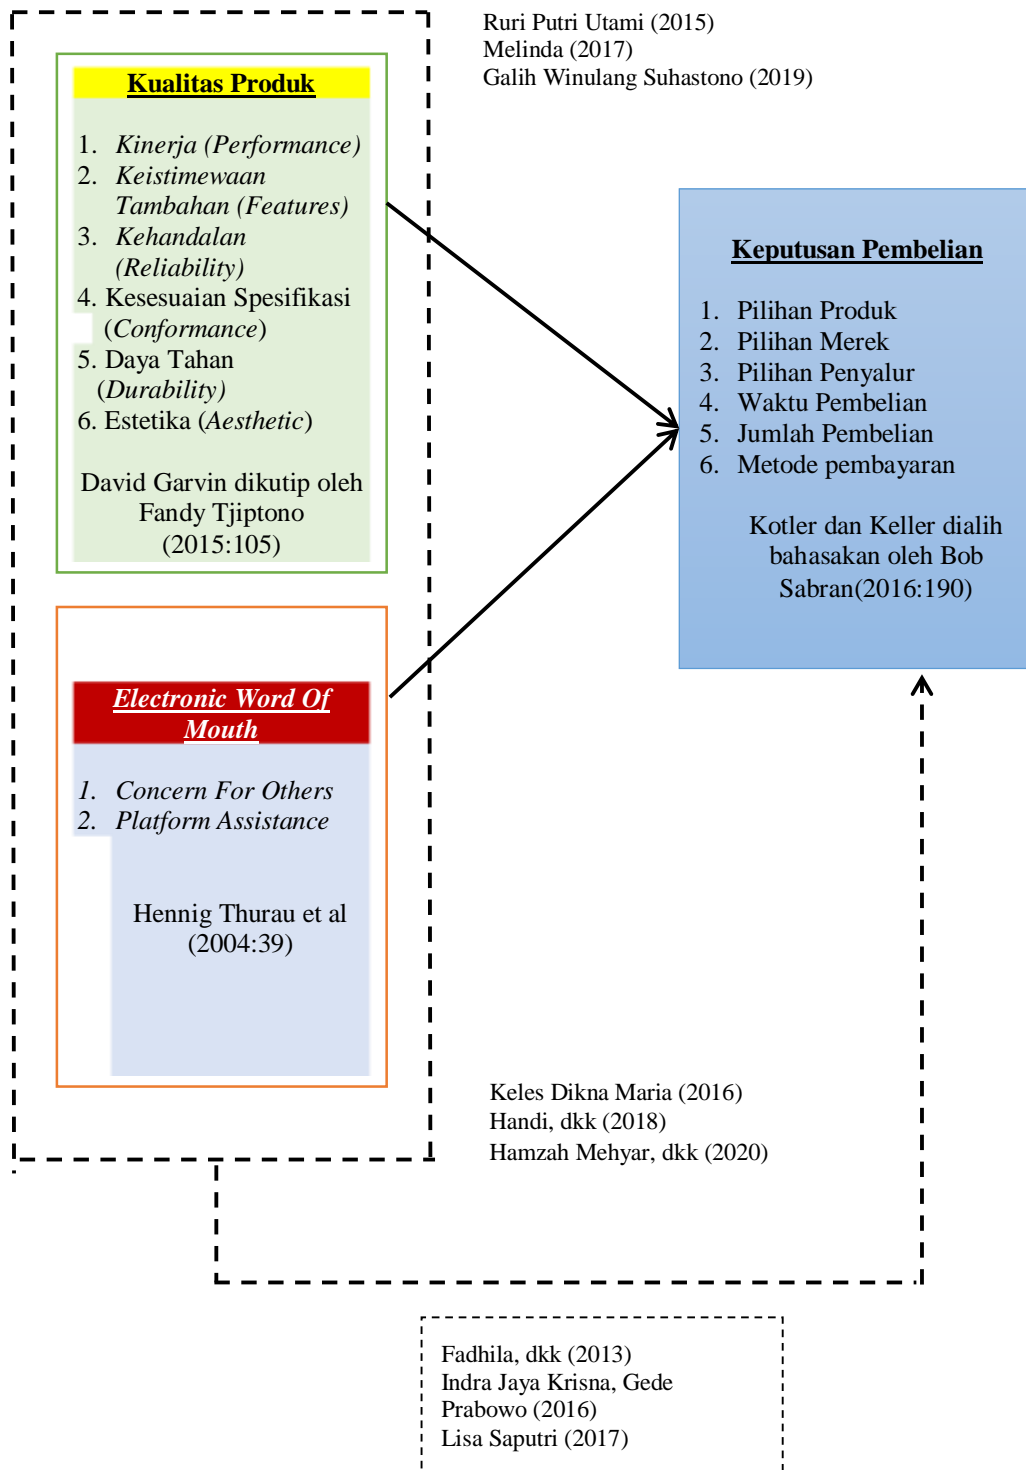 Ruri Putri Utami (2015)
Melinda (2017)
Galih Winulang Suhastono (2019)
Kualitas Produk
1. Kinerja (Performance)
2. Keistimewaan
Tambahan (Features)
3. Kehandalan
(Reliability)
4. Kesesuaian Spesifikasi
(Conformance)
5. Daya Tahan
(Durability)
6. Estetika (Aesthetic)
David Garvin dikutip oleh
Fandy Tjiptono
(2015:105)
Keputusan Pembelian
1. Pilihan Produk
2. Pilihan Merek
3. Pilihan Penyalur
4. Waktu Pembelian
5. Jumlah Pembelian
6. Metode pembayaran
Kotler dan Keller dialih
bahasakan oleh Bob
Sabran(2016:190)
Electronic Word Of
Mouth
1. Concern For Others
2. Platform Assistance
Hennig Thurau et al
(2004:39)
Keles Dikna Maria (2016)
Handi, dkk (2018)
Hamzah Mehyar, dkk (2020)
Fadhila, dkk (2013)
Indra Jaya Krisna, Gede
Prabowo (2016)
Lisa Saputri (2017)